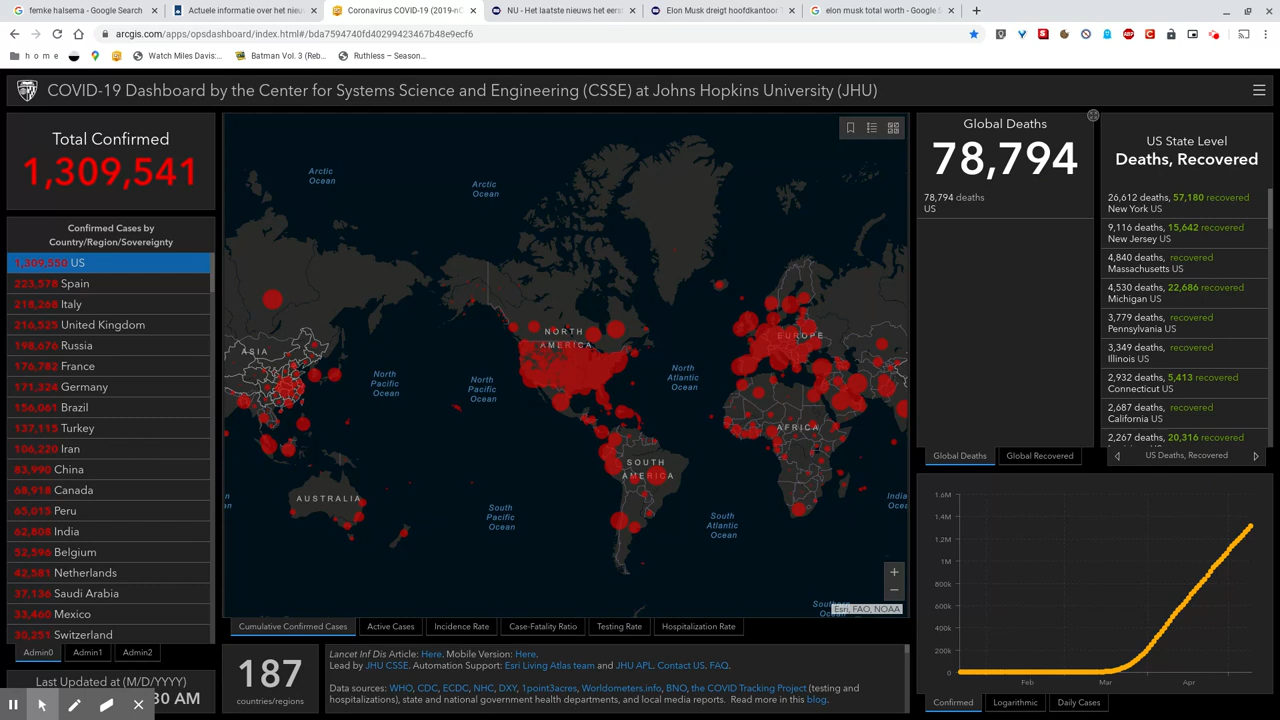 femke halsema - Google Search
Actuele informatie over het nieu
Coronavirus COVID-19 (2019-nC
NU - Het laatste nieuws het eers
Elon Musk dreigt hoofdkantoor T
elon musk total worth - Google S
arcgis.com/apps/opsdashboard/index.html#/bda7594740fd40299423467b48e9ecf6
h o m e
Watch Miles Davis:...
Batman Vol. 3 (Reb...
Ruthless – Season...
COVID-19 Dashboard by the Center for Systems Science and Engineering (CSSE) at Johns Hopkins University (JHU)
Total Confirmed
1,309,541
Confirmed Cases by
Country/Region/Sovereignty
1,309,550 US
223,578 Spain
218,268 Italy
216,525 United Kingdom
198,676 Russia
176,782 France
171,324 Germany
156,061 Brazil
137,115 Turkey
106,220 Iran
83,990 China
68,918 Canada
65,015 Peru
62,808 India
52,596 Belgium
42,581 Netherlands
37,136 Saudi Arabia
33,460 Mexico
30,251 Switzerland
Admin0
Admin1
Admin2
Last Updated at (M/D/YYYY)
30 AM
Arctic
Ocean
Arctic
Ocean
NORTH
AMERICA
EUROPE
ASIA
North
Pacific
Ocean
North
Pacific
Ocean
North
Atlantic
Ocean
AFRICA
SOUTH
AMERICA
AUSTRALIA
South
Pacific
Ocean
South
Atlantic
Ocean
India
Ocea
Southern
Esri, FAO, NOAA
Cumulative Confirmed Cases
Active Cases
Incidence Rate
Case-Fatality Ratio
Testing Rate
Hospitalization Rate
187
countries/regions
Lancet Inf Dis Article: Here. Mobile Version: Here.
Lead by JHU CSSE. Automation Support: Esri Living Atlas team and JHU APL. Contact US. FAQ.
Data sources: WHO, CDC, ECDC, NHC, DXY, 1point3acres, Worldometers.info, BNO, the COVID Tracking Project (testing and
hospitalizations), state and national government health departments, and local media reports. Read more in this blog.
Global Deaths
78,794
78,794 deaths
US
Global Deaths
Global Recovered
US State Level
Deaths, Recovered
26,612 deaths, 57,180 recovered
New York US
9,116 deaths, 15,642 recovered
New Jersey US
4,840 deaths, recovered
Massachusetts US
4,530 deaths, 22,686 recovered
Michigan US
3,779 deaths, recovered
Pennsylvania US
3,349 deaths, recovered
Illinois US
2,932 deaths, 5,413 recovered
Connecticut US
2,687 deaths, recovered
California US
2,267 deaths, 20,316 recovered
US Deaths, Recovered
1.6M
1.4M
1.2M
1M
800k
600k
400k
200k
0
Feb
Mar
Apr
Confirmed
Logarithmic
Daily Cases